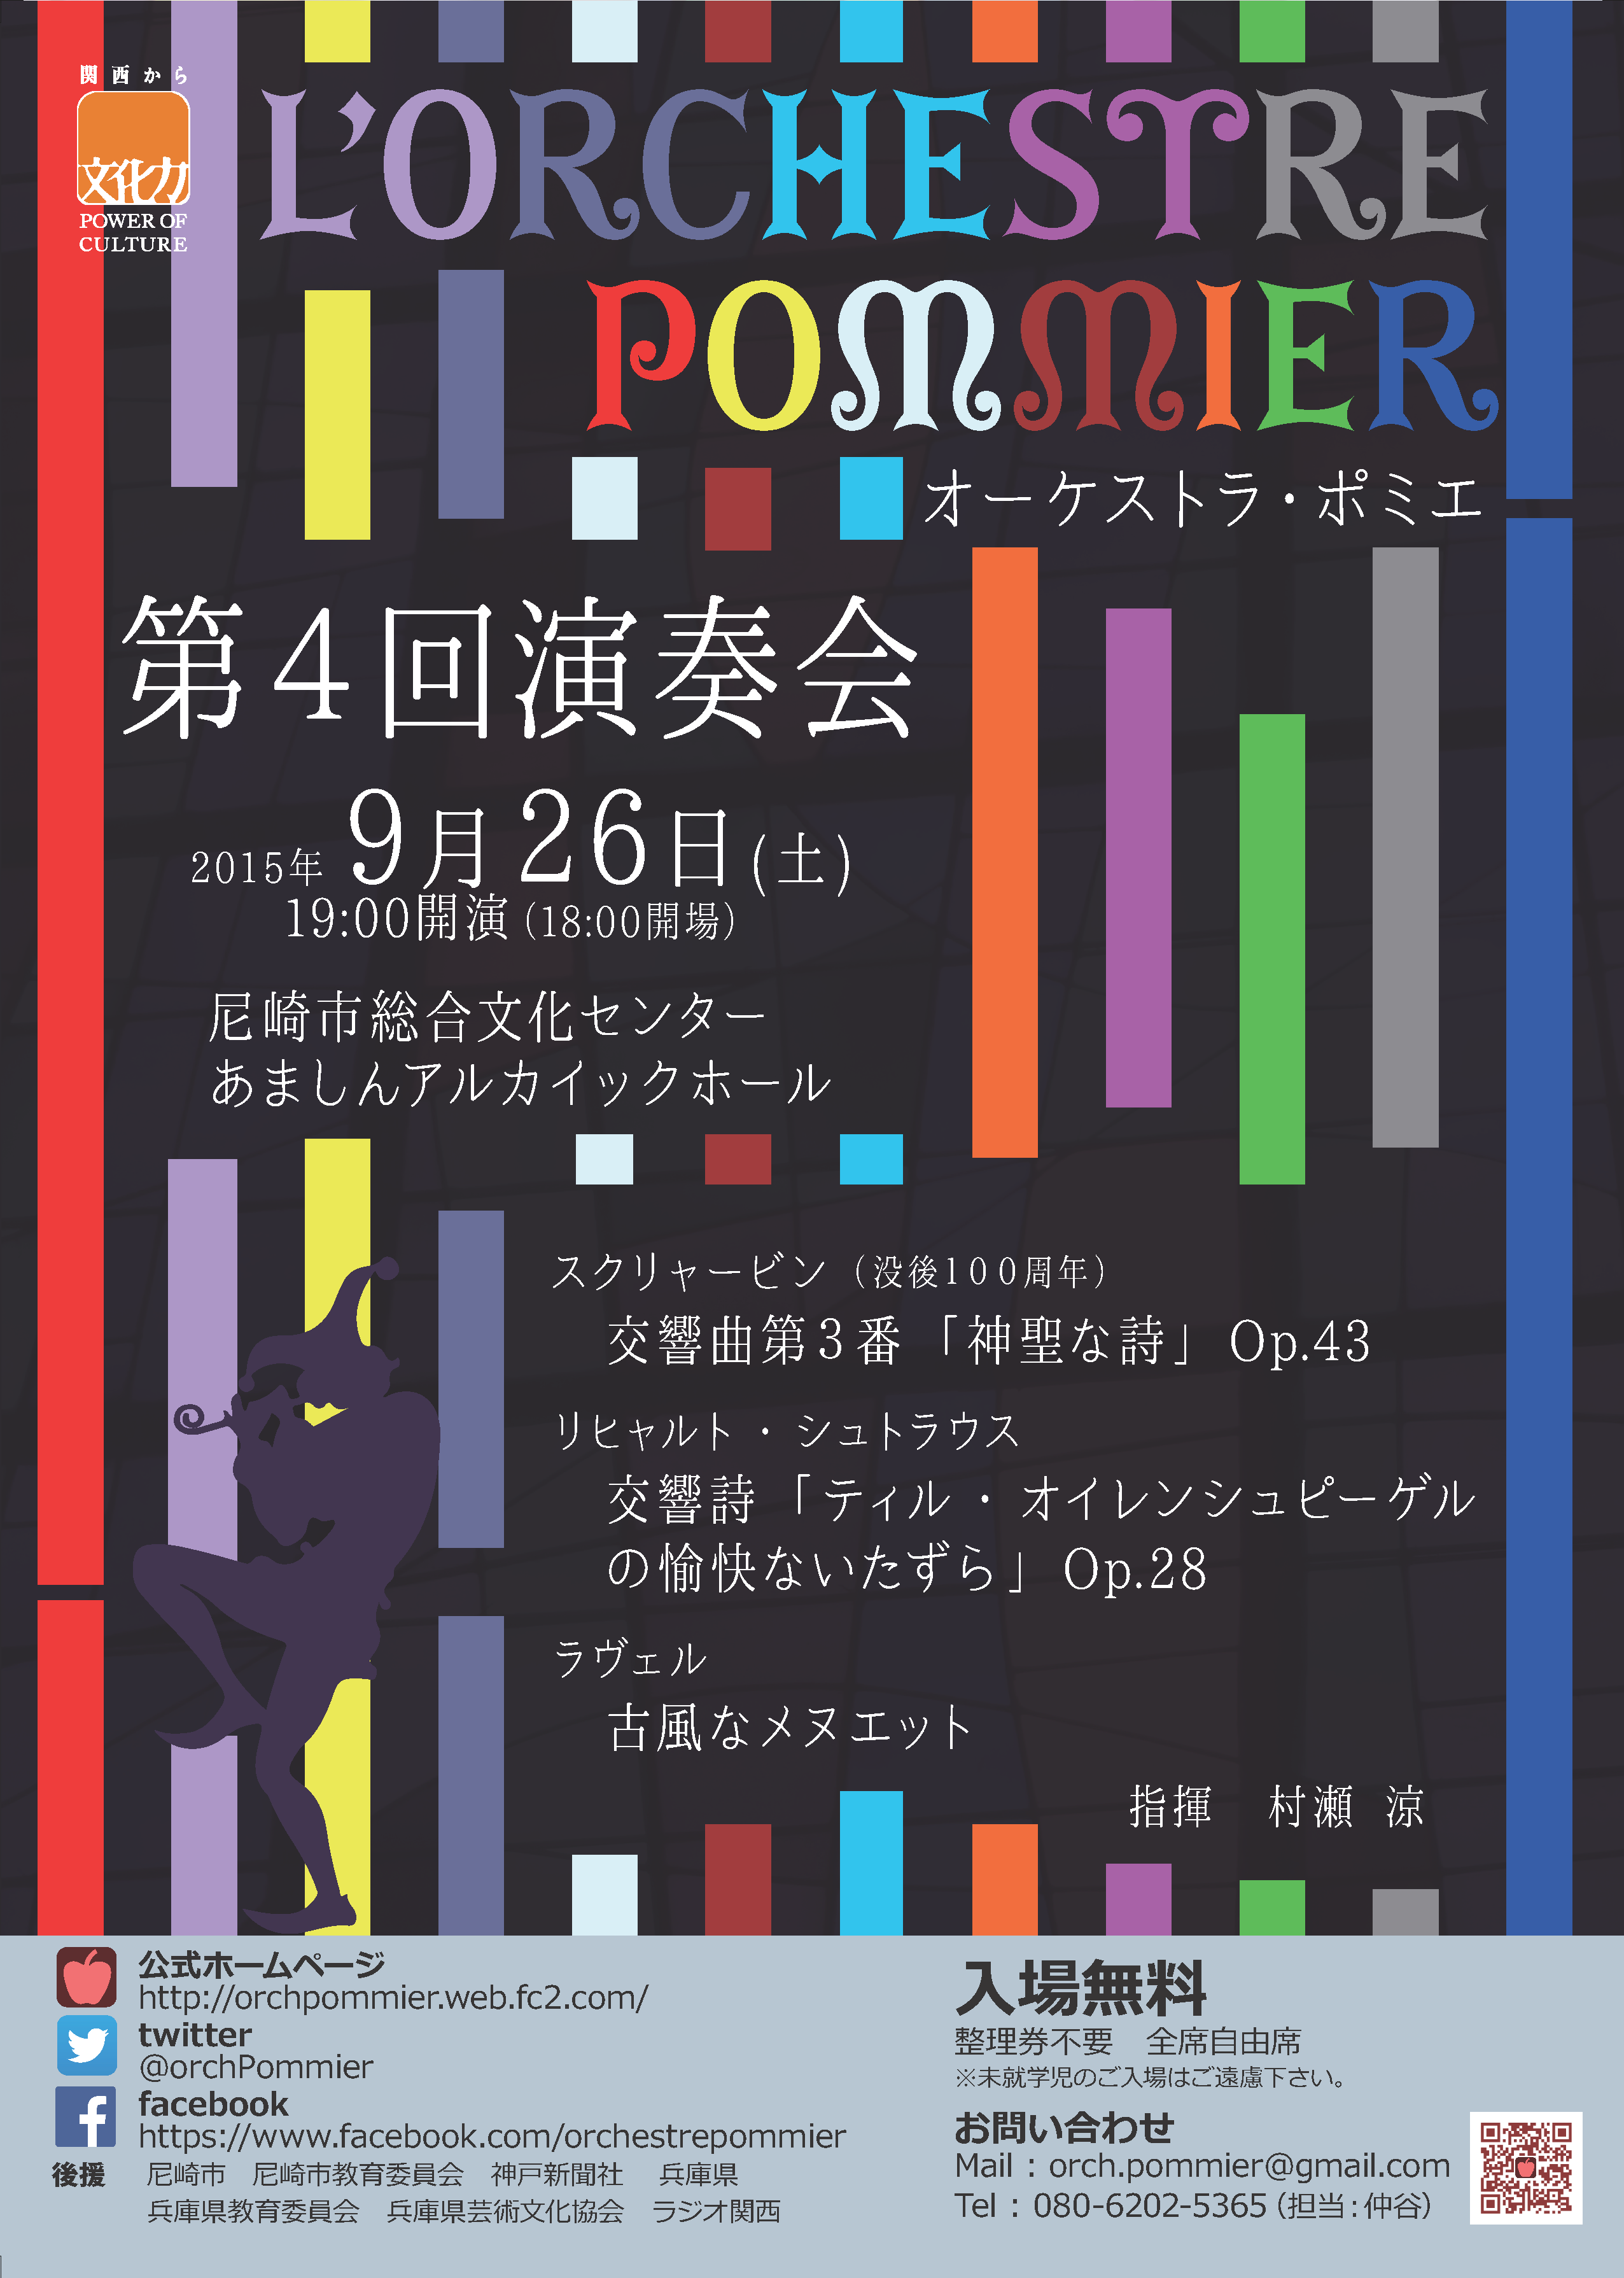 関西から
文化力
POWER OF
CULTURE
L'ORCHESTRE
POMMIER
オーケストラ・ポミエ
第4回演奏会
2015年 9月26日(土)
19:00開演（18:00開場）
尼崎市総合文化センター
あましんアルカイックホール
スクリャービン（没後100周年）
交響曲第3番「神聖な詩」 Op.43
リヒャルト・シュトラウス
交響詩「ティル・オイレンシュピーゲル
の愉快ないたずら」 Op.28
ラヴェル
古風なメヌエット
指揮 村瀬 涼
公式ホームページ
http://orchpommier.web.fc2.com/
twitter
@orchPommier
facebook
https://www.facebook.com/orchestrepommier
後援 尼崎市 尼崎市教育委員会 神戸新聞社 兵庫県
兵庫県教育委員会 兵庫県芸術文化協会 ラジオ関西
入場無料
整理券不要 全席自由席
※未就学児のご入場はご遠慮下さい。
お問い合わせ
Mail : orch.pommier@gmail.com
Tel : 080-6202-5365（担当：仲谷）